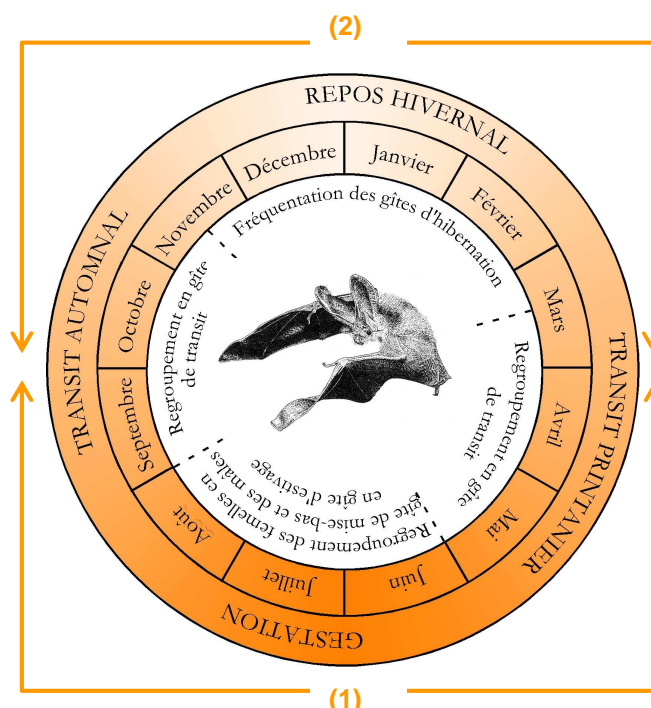 (2)
REPOS HIVERNAL
TRANSIT PRINTANIER
GESTATION
TRANSIT AUTOMNAL
Janvier
Février
Mars
Avril
Mai
Juin
Juillet
Août
Septembre
Octobre
Novembre
Décembre
Fréquentation des gîtes d'hibernation
Regroupement en gîte
de transit
Regroupement des femelles en
gîte de mise-bas et des mâles
en gîte d'estivage
Regroupement en gîte
de transit
(1)